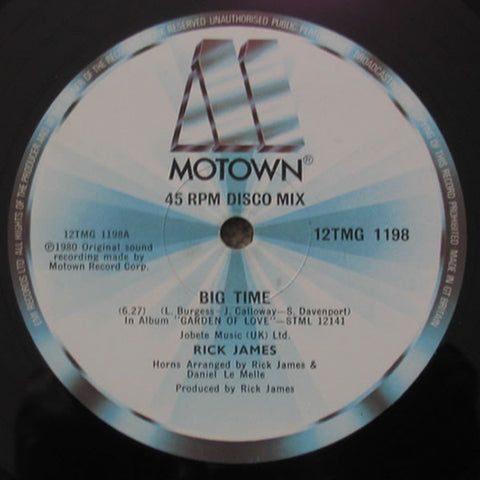 MOTOWN®
45 RPM DISCO MIX
12TMG 1198A
℗1980 Original sound
recording made by
Motown Record Corp.
12TMG 1198
BIG TIME
(6.27) (L. Burgess-J. Calloway-S. Davenport)
In Album "GARDEN OF LOVE"-STML 12141
Jobete Music (UK) Ltd.
RICK JAMES
Horns Arranged by Rick James &
Daniel Le Melle
Produced by Rick James
EMI RECORDS LTD ALL RIGHTS OF THE PRODUCER AND OF THE
RESERVED UNAUTHORISED PUBLIC
BROADCASTING
OF THIS RECORD PROHIBITED MADE IN GT BRITAIN